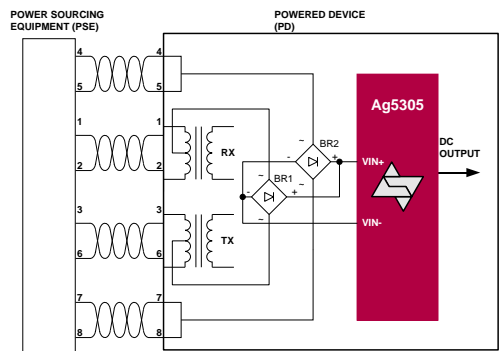 POWER SOURCING
EQUIPMENT (PSE)
POWERED DEVICE
(PD)
4 4
5 5
1 1
2 2
3 3
6 6
7 7
8 8
RX
TX
~
BR2
- +
~
~
BR1
- +
~
Ag5305
VIN+
VIN-
DC
OUTPUT